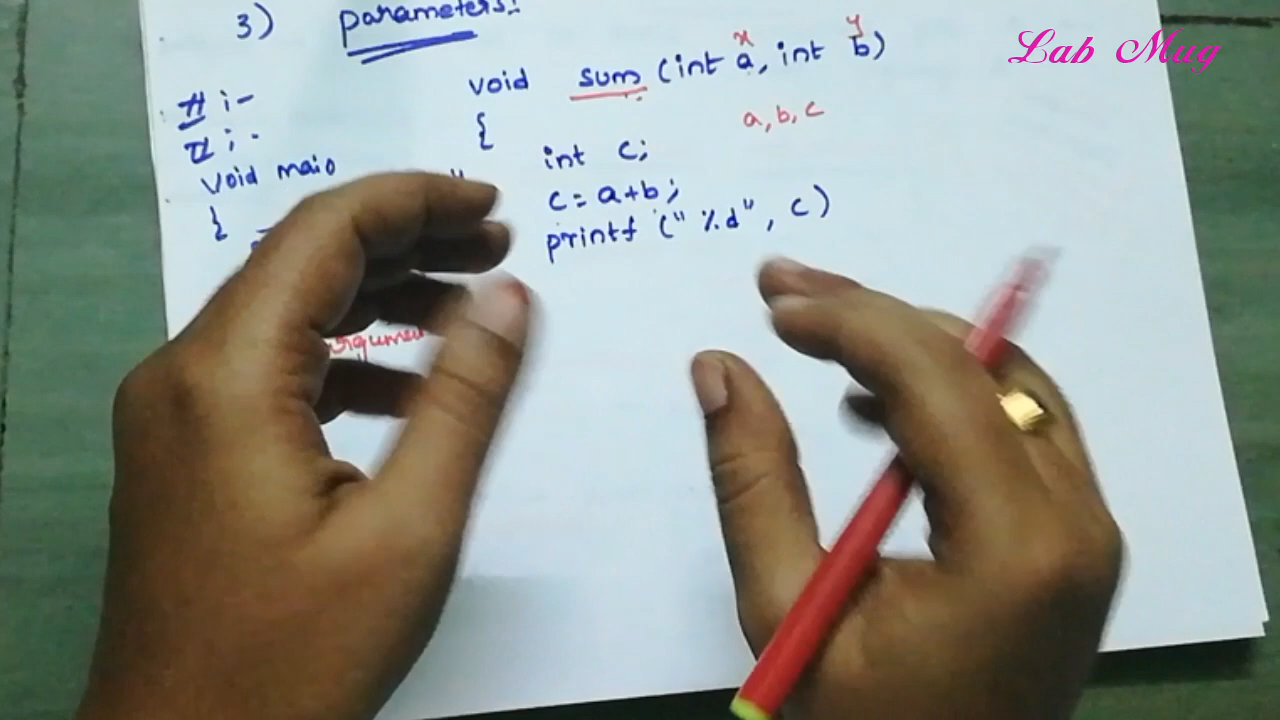 Lab Mug
3) parameters:
x y
void sum (int a, int b)
{
a, b, c
int c;
c = a+b;
printf ("%d", c)
# :-
void main
{